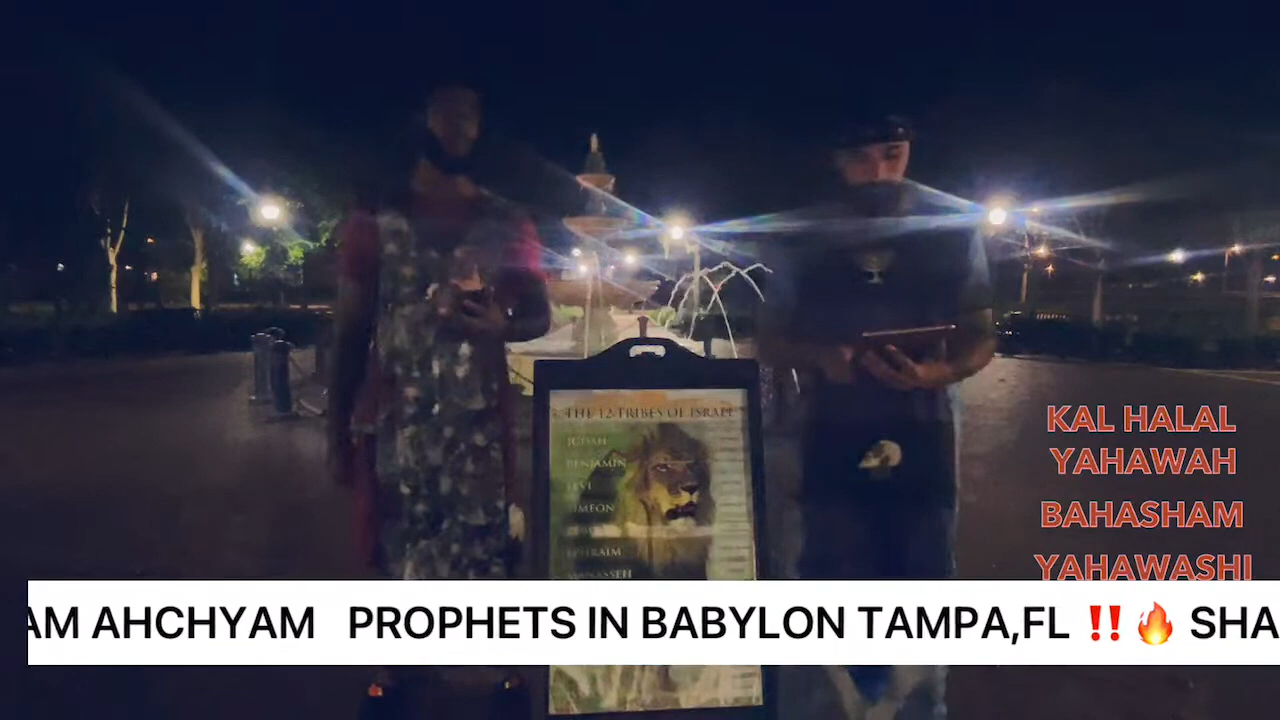 THE 12 TRIBES OF ISRAEL
JUDAH
BENJAMIN
LEVI
SIMEON
EPHRAIM
MANASSEH
KAL HALAL
YAHAWAH
BAHASHAM
YAHAWASHI
AM AHCHYAM PROPHETS IN BABYLON TAMPA,FL ‼️🔥 SHA